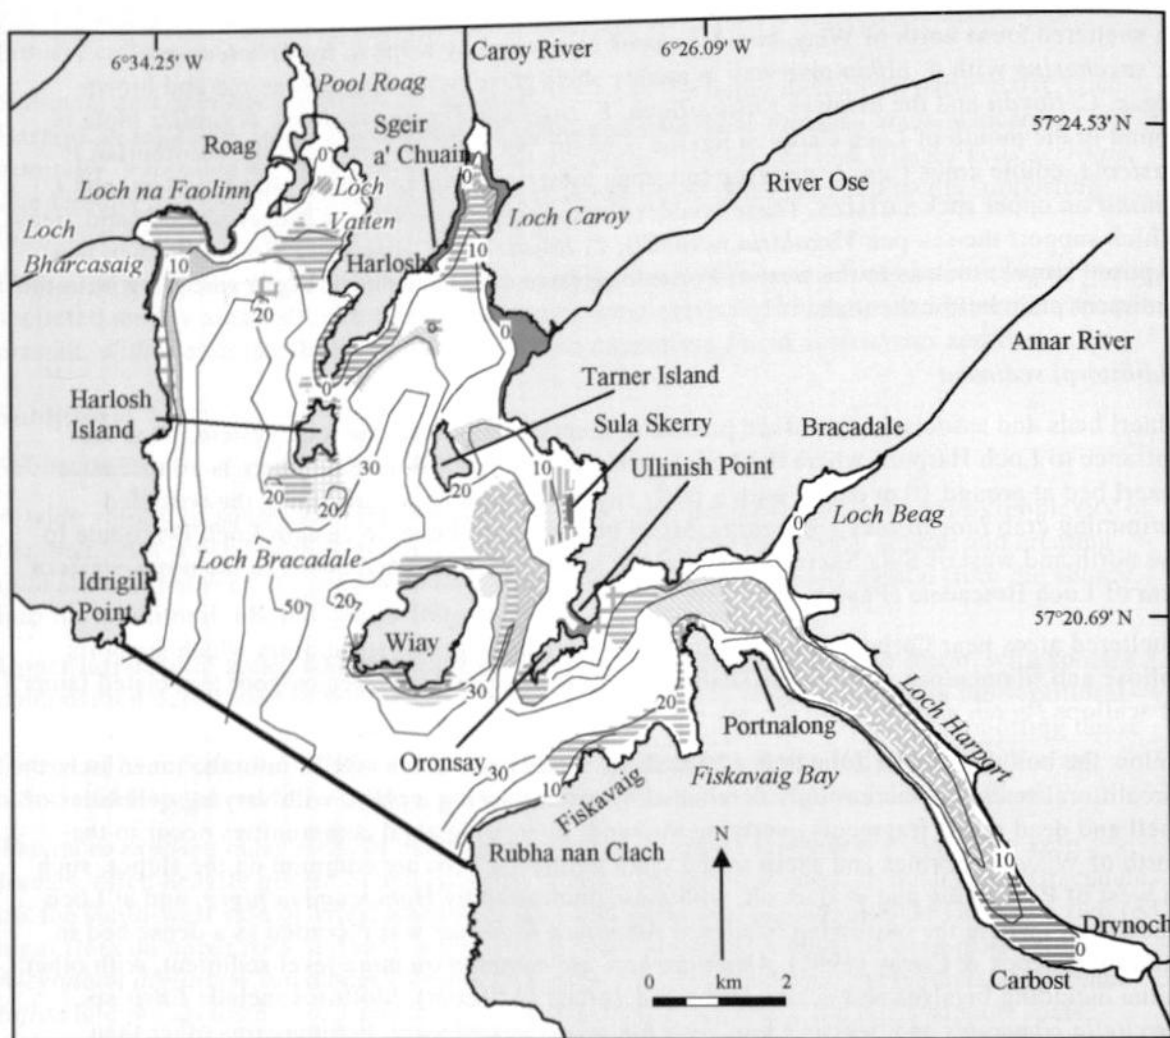 6°34.25' W
Caroy River
6°26.09' W
Pool Roag
57°24.53' N
Sgeir
a' Chuain
Roag
0
0
Loch na Faolinn
Loch
Vatten
River Ose
Loch Caroy
Loch
Bharcasaig
10
10
Harlosh
20
0
Amar River
Tarner Island
0
Harlosh
Island
Sula Skerry
Bracadale
30
10
Ullinish Point
20
20
20
0
Loch Beag
Loch Bracadale
Idrigill
Point
50
20
57°20.69' N
Wiay
30
20
Loch Harport
Portnalong
Oronsay
30
10
Fiskavaig
Fiskavaig Bay
Rubha nan Clach
N
10
Drynoch
0
0 km 2
Carbost